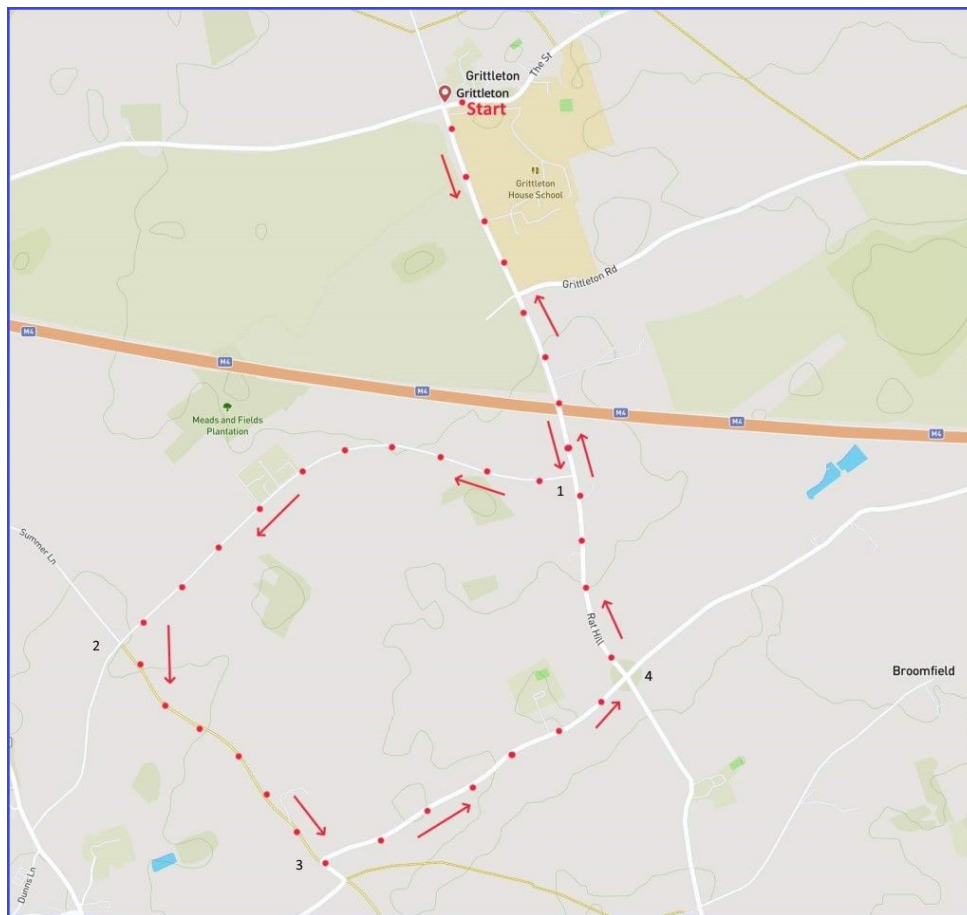 The St
Grittleton
Grittleton
Start
Grittleton
House School
Grittleton Rd
M4
M4
M4
M4
M4
M4
Meads and Fields
Plantation
1
Summer Ln
2
Rat Hill
4
Broomfield
3
Dunns Ln